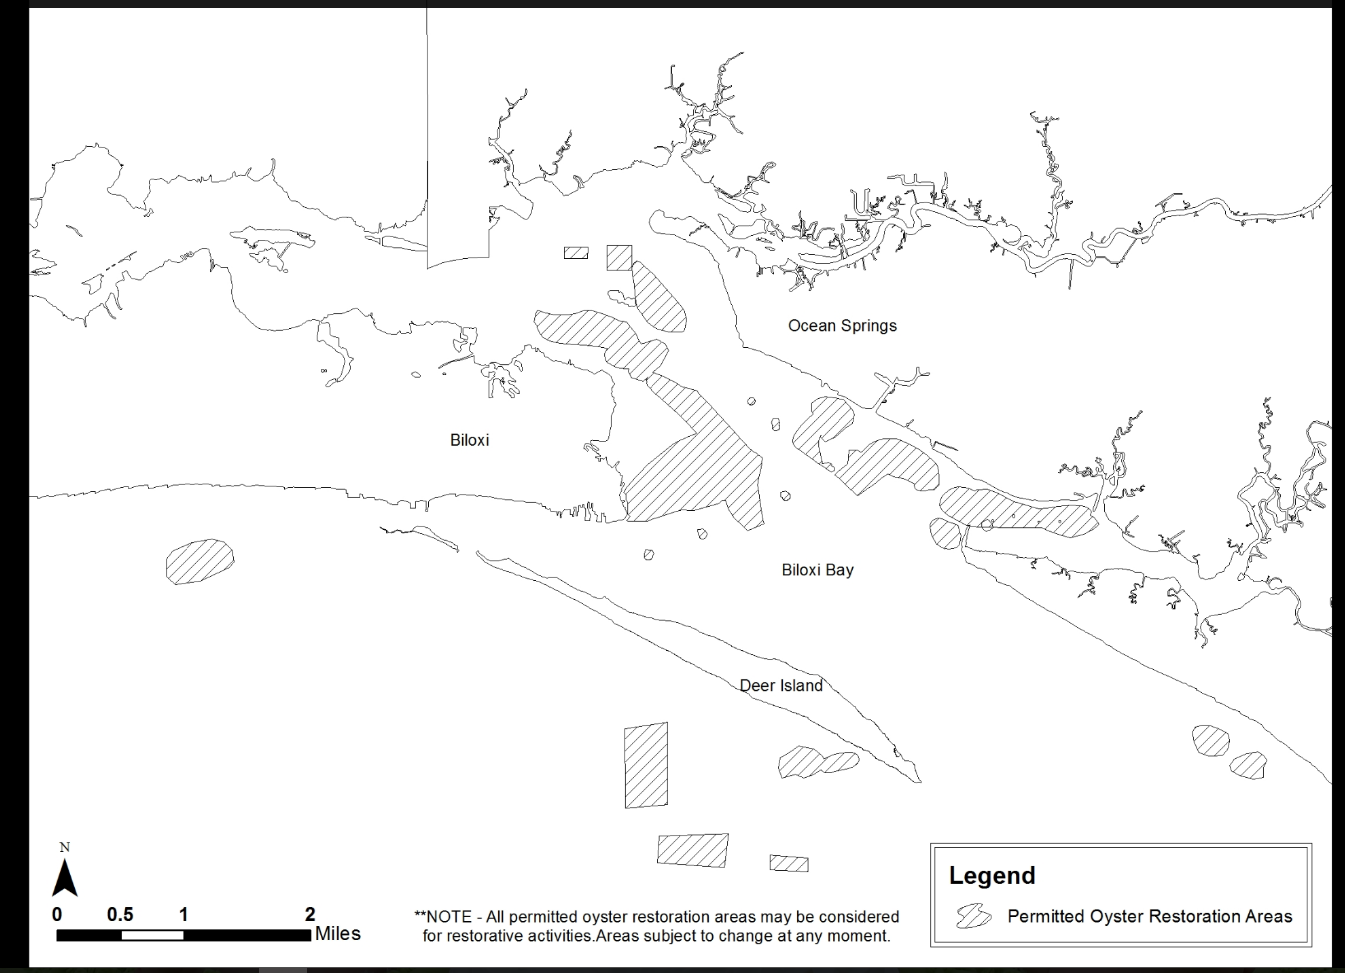 Ocean Springs
Biloxi
Biloxi Bay
Deer Island
N
0 0.5 1 2
Miles
**NOTE - All permitted oyster restoration areas may be considered
for restorative activities.Areas subject to change at any moment.
Legend
Permitted Oyster Restoration Areas